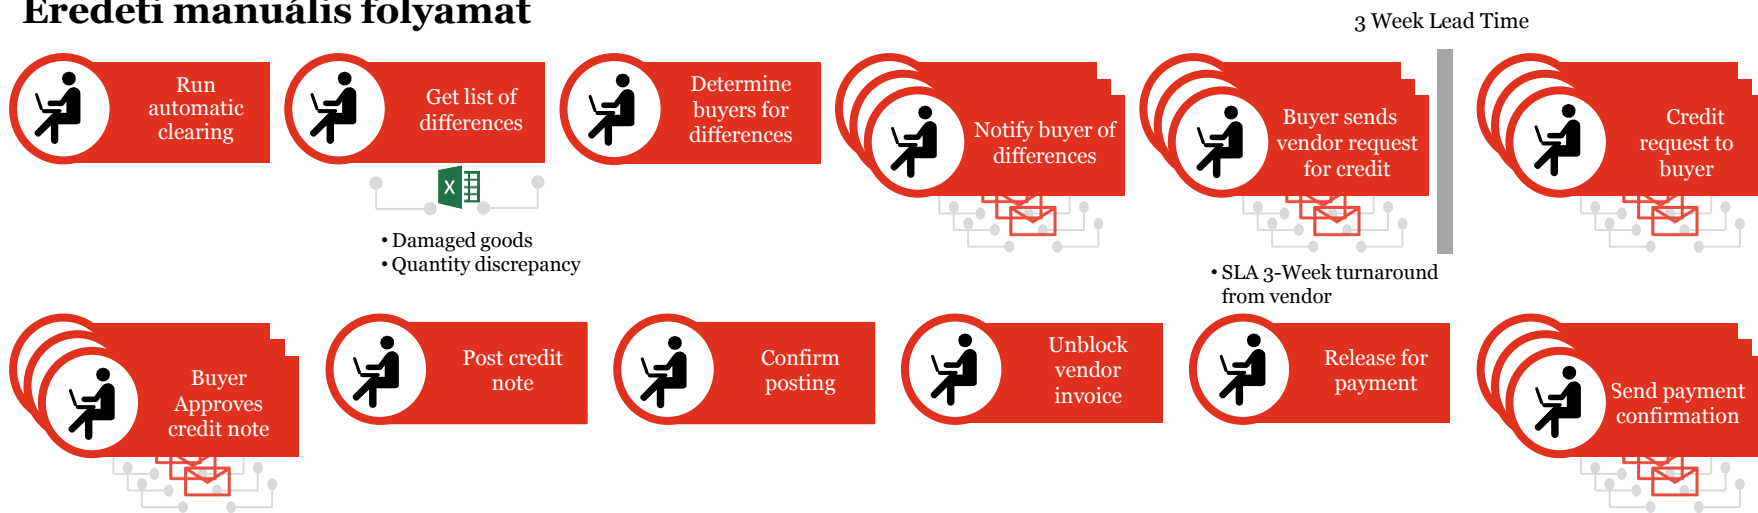 Eredeti manuális folyamat
3 Week Lead Time
Run
automatic
clearing
Get list of
differences
Determine
buyers for
differences
Notify buyer of
differences
Buyer sends
vendor request
for credit
Credit
request to
buyer
X
• Damaged goods
• Quantity discrepancy
• SLA 3-Week turnaround
from vendor
Buyer
Approves
credit note
Post credit
note
Confirm
posting
Unblock
vendor
invoice
Release for
payment
Send payment
confirmation